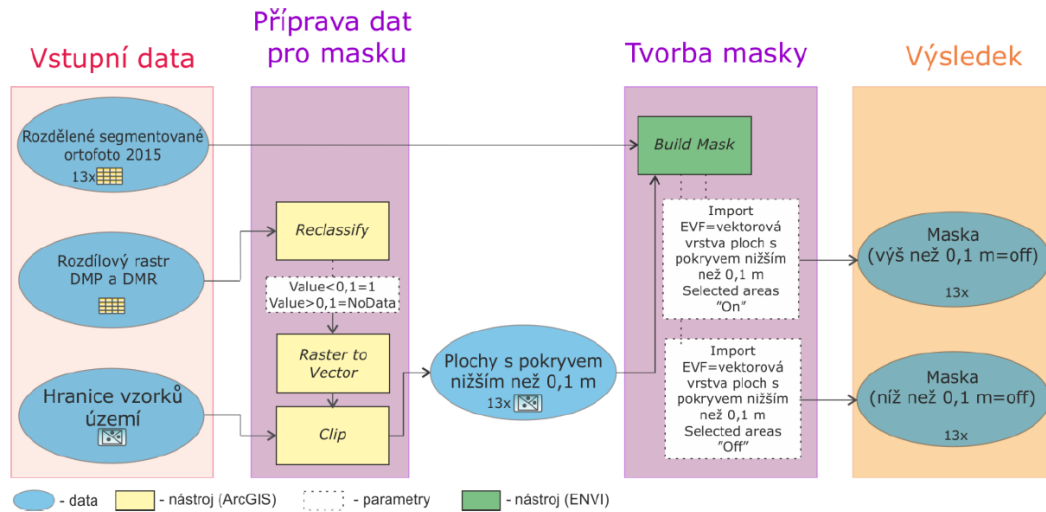 Vstupní data
Příprava dat
pro masku
Tvorba masky
Výsledek
Rozdělené segmentované
ortofoto 2015
13x
Build Mask
Reclassify
Rozdílový rastr
DMP a DMR
Value<0,1=1
Value>0,1=NoData
Raster to
Vector
Hranice vzorků
území
Clip
Plochy s pokryvem
nižším než 0,1 m
13x
Import
EVF=vektorová
vrstva ploch s
pokryvem nižším
než 0,1 m
Selected areas
"On"
Import
EVF=vektorová
vrstva ploch s
pokryvem nižším
než 0,1 m
Selected areas
"Off"
Maska
(výš než 0,1 m=off)
13x
Maska
(níž než 0,1 m=off)
13x
- data
- nástroj (ArcGIS)
- parametry
- nástroj (ENVI)